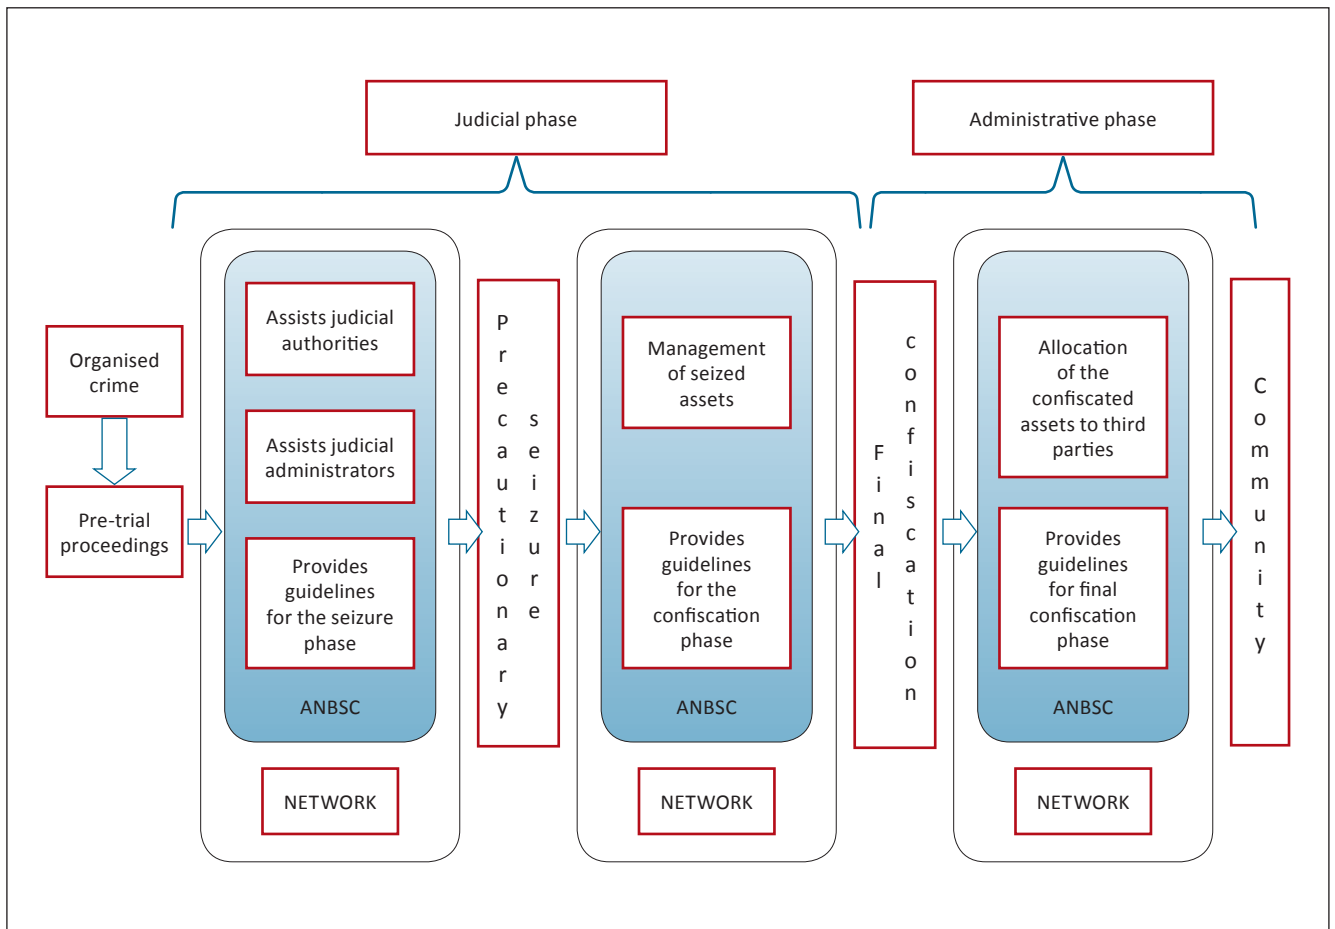 Judicial phase
Administrative phase
Organised
crime
Pre-trial
proceedings
Assists judicial
authorities
Assists judicial
administrators
Provides
guidelines
for the seizure
phase
ANBSC
NETWORK
Precautionary
seizure
Management
of seized
assets
Provides
guidelines
for the
confiscation
phase
ANBSC
NETWORK
Final
confiscation
Allocation
of the
confiscated
assets to third
parties
Provides
guidelines
for final
confiscation
phase
ANBSC
NETWORK
Community